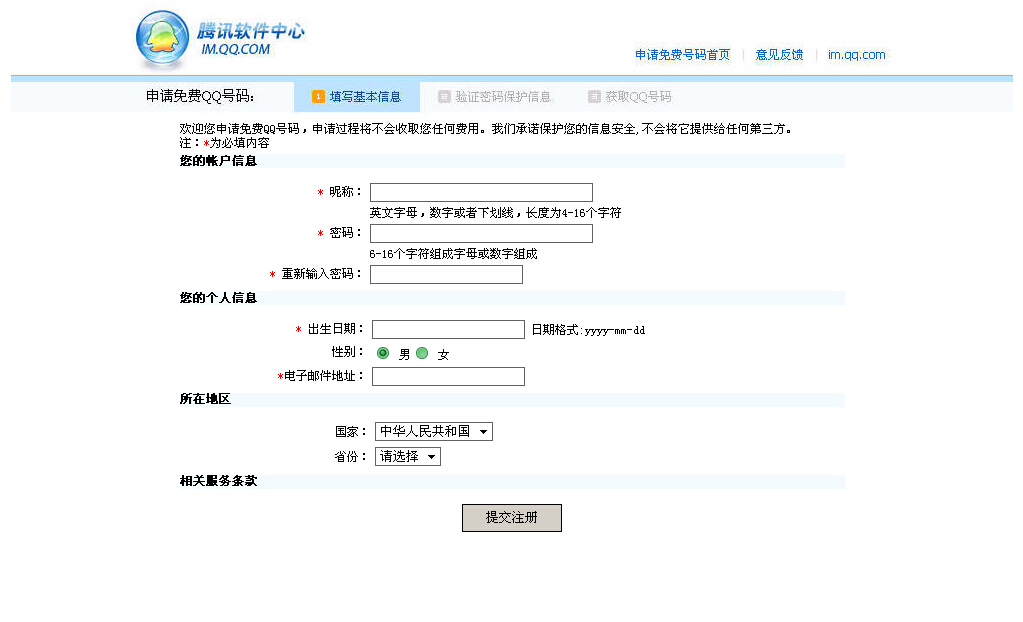 腾讯软件中心
IM.QQ.COM
申请免费号码首页 | 意见反馈 | im.qq.com
申请免费QQ号码： 1 填写基本信息 2 验证密码保护信息 3 获取QQ号码
欢迎您申请免费QQ号码，申请过程将不会收取您任何费用。我们承诺保护您的信息安全,不会将它提供给任何第三方。
注：*为必填内容
您的帐户信息
* 昵称：
英文字母，数字或者下划线，长度为4-16个字符
* 密码：
6-16个字符组成字母或数字组成
* 重新输入密码：
您的个人信息
* 出生日期： 日期格式:yyyy-mm-dd
性别： 男 女
*电子邮件地址：
所在地区
国家： 中华人民共和国
省份： 请选择
相关服务条款
提交注册